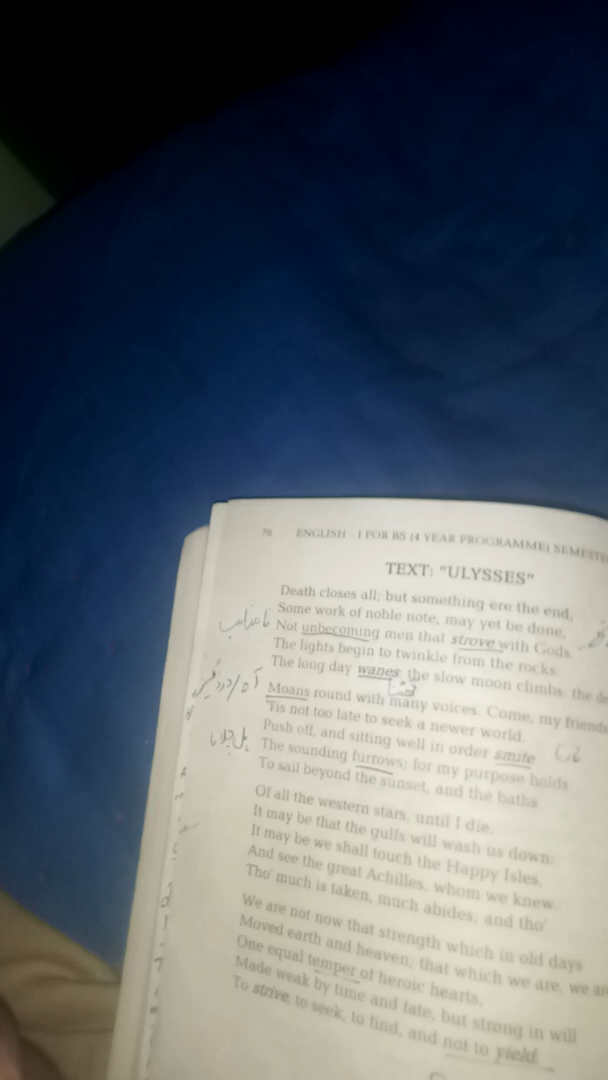 76 ENGLISH - I FOR BS (4 YEAR PROGRAMME)
TEXT: "ULYSSES"
Death closes all; but something ere the end,
Some work of noble note, may yet be done,
Not unbecoming men that strove with Gods.
The lights begin to twinkle from the rocks:
The long day wanes: the slow moon climbs: the
Moans round with many voices. Come, my friends
'Tis not too late to seek a newer world.
Push off, and sitting well in order smite
The sounding furrows; for my purpose holds
To sail beyond the sunset, and the baths
Of all the western stars, until I die.
It may be that the gulfs will wash us down:
It may be we shall touch the Happy Isles,
And see the great Achilles, whom we knew.
Tho' much is taken, much abides, and tho'
We are not now that strength which in old days
Moved earth and heaven; that which we are, we
One equal temper of heroic hearts,
Made weak by time and fate, but strong in will
To strive, to seek, to find, and not to yield.